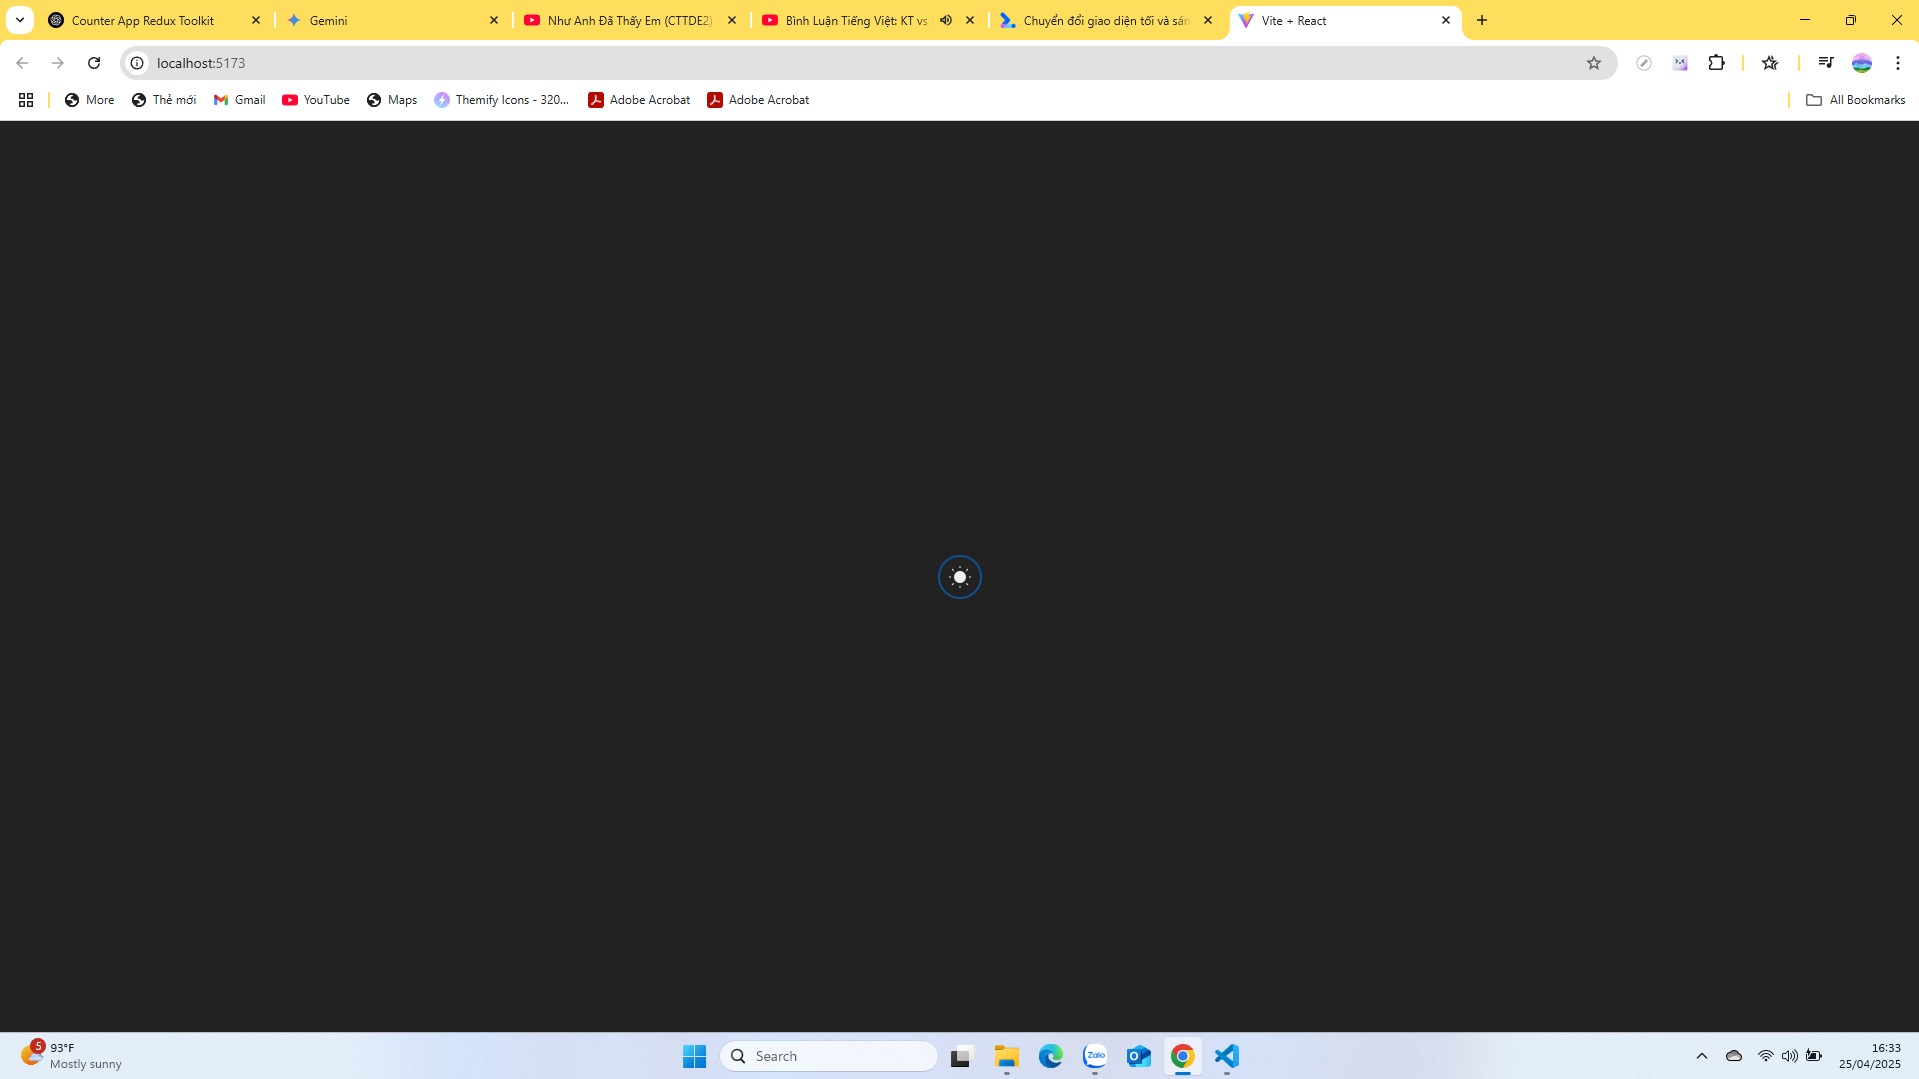 Counter App Redux Toolkit
Gemini
Như Anh Đã Thấy Em (CTTDE2)
Bình Luận Tiếng Việt: KT vs
Chuyển đổi giao diện tối và sán
Vite + React
localhost:5173
More
Thẻ mới
Gmail
YouTube
Maps
Themify Icons - 320...
Adobe Acrobat
Adobe Acrobat
All Bookmarks
5
93°F
Mostly sunny
Search
Zalo
16:33
25/04/2025